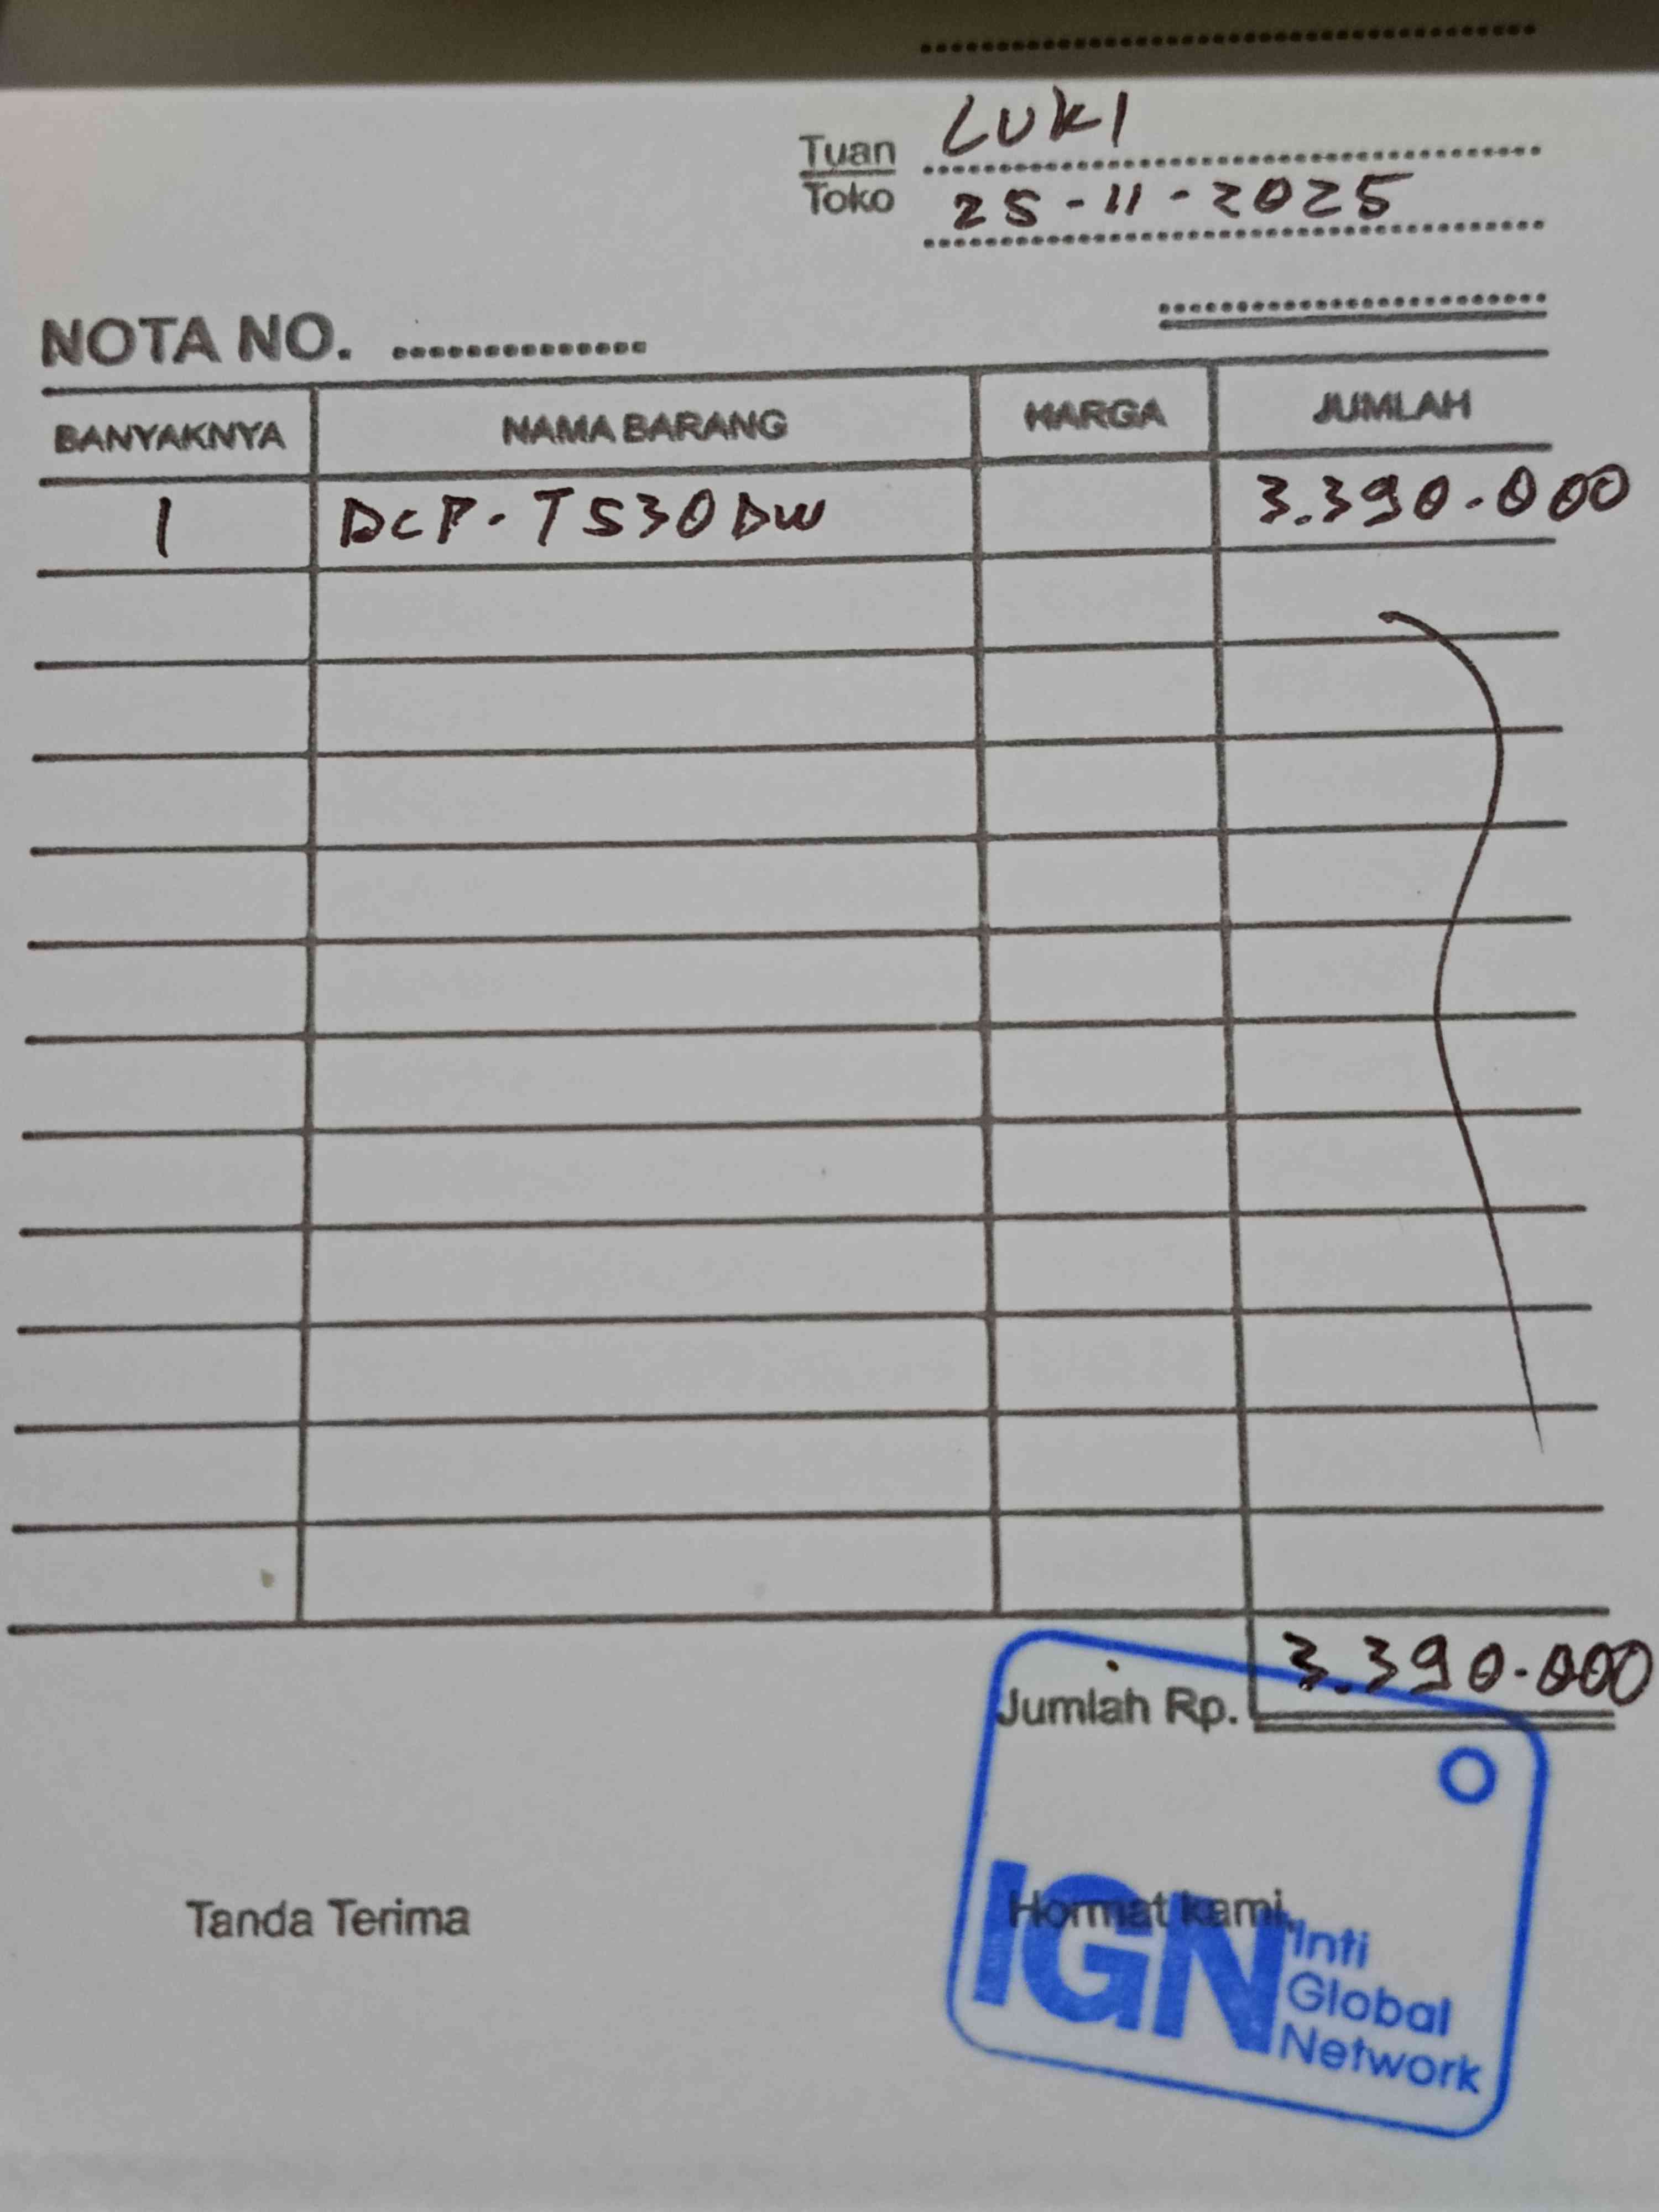 Tuan LUKI
Toko 25-11-2025
NOTA NO.
BANYAKNYA NAMA BARANG HARGA JUMLAH
1 DCP-T530DW 3.390.000
Jumlah Rp. 3.390.000
Tanda Terima Hormat kami,
IGN Inti
Global
Network